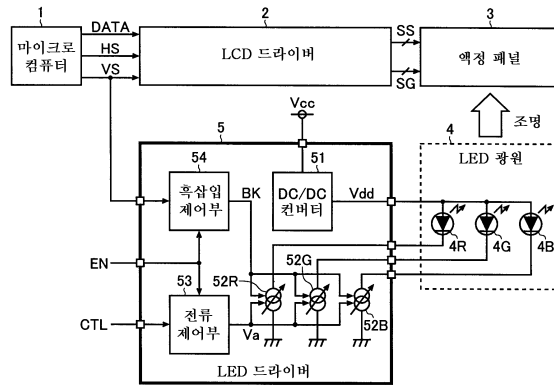 1
2
3
마이크로
컴퓨터
DATA
HS
VS
LCD 드라이버
SS
SG
액정 패널
Vcc
조명
5
4
LED 광원
54
흑삽입
제어부
BK
51
DC/DC
컨버터
Vdd
4R
4G
4B
EN
52R
52G
52B
53
CTL
전류
제어부
Va
LED 드라이버